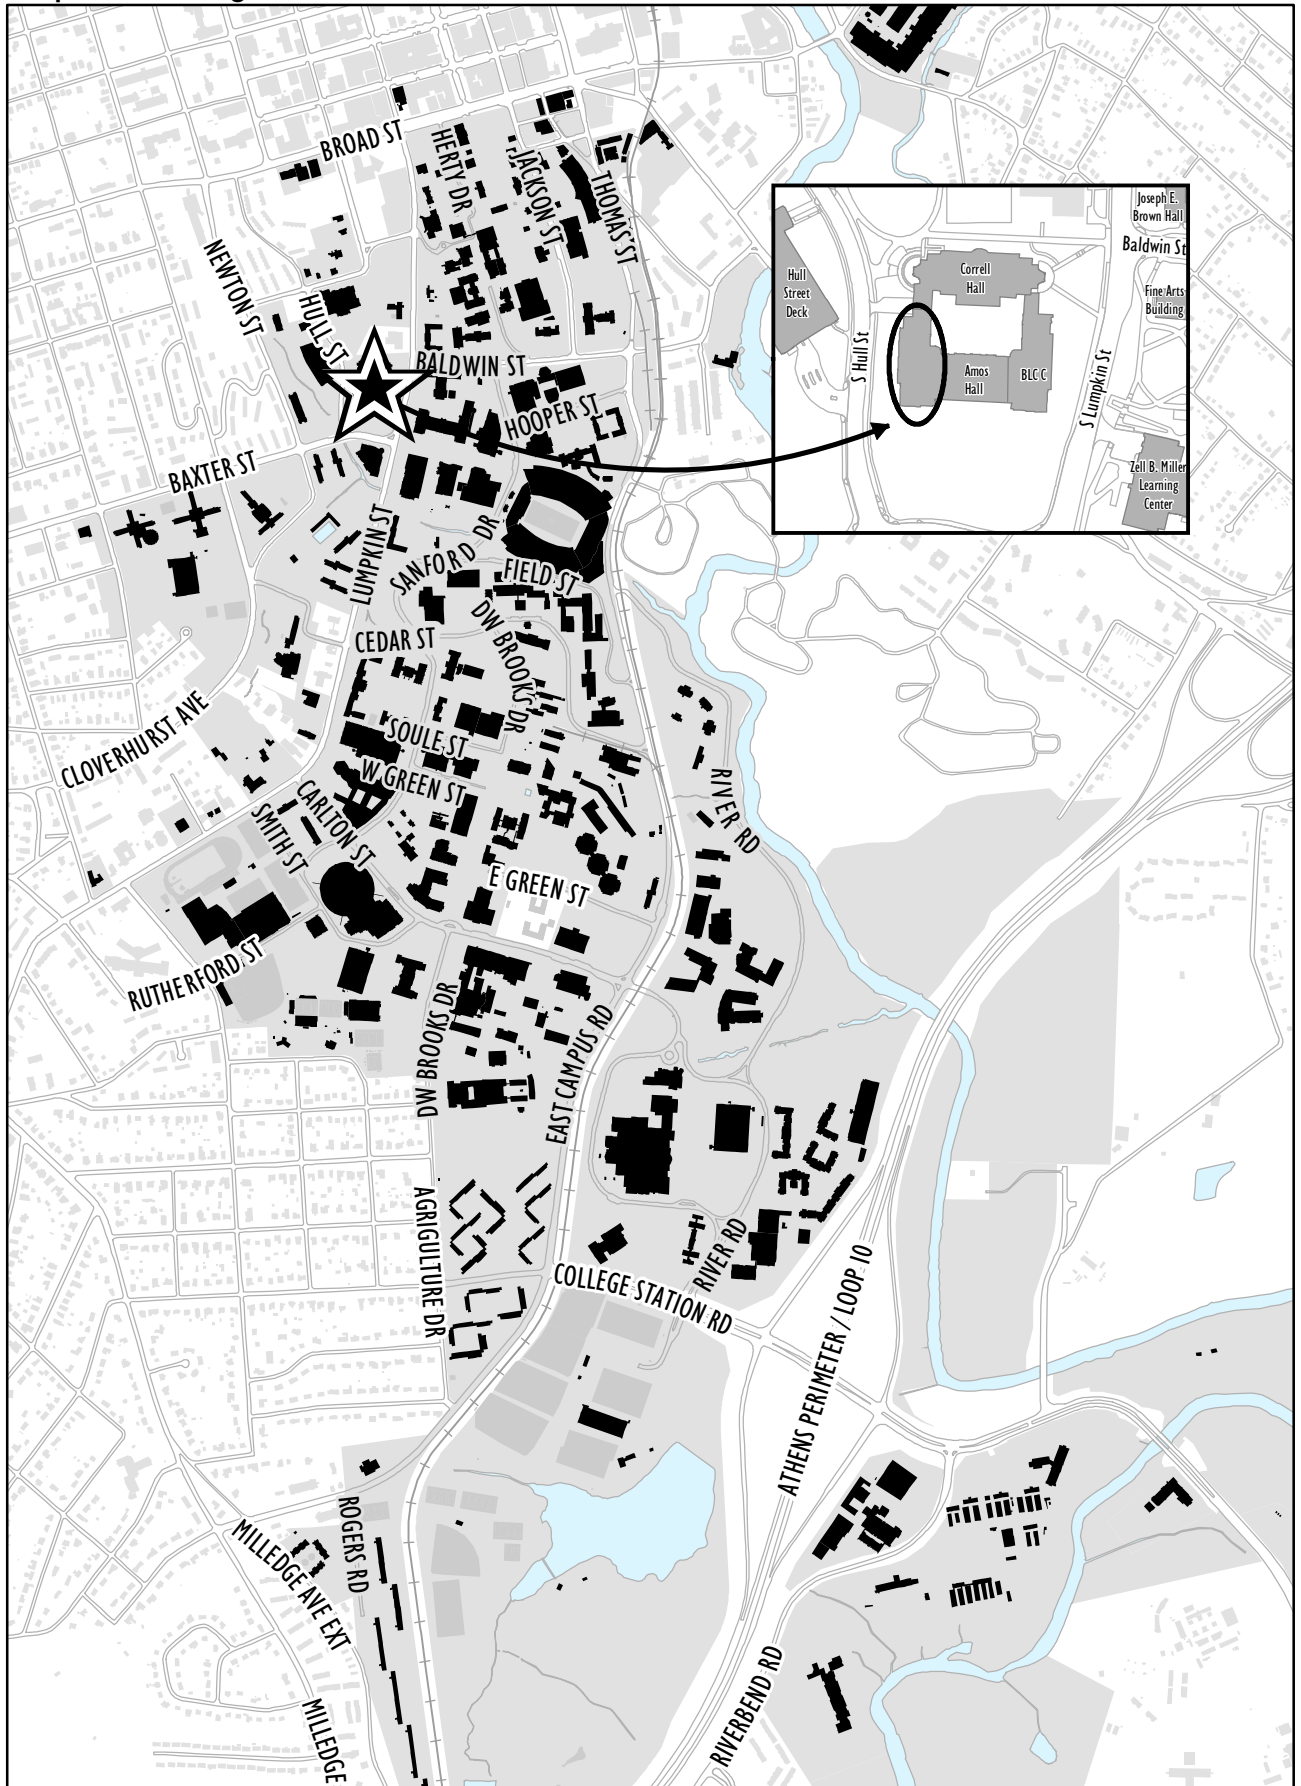 BROAD ST
HERTY DR
JACKSON ST
THOMAS ST
NEWTON ST
HULL ST
BALDWIN ST
HOOPER ST
BAXTER ST
LUMPKIN ST
SANFORD DR
FIELD ST
CEDAR ST
DW BROOKS DR
CLOVERHURST AVE
SOULE ST
W GREEN ST
CARLTON ST
SMITH ST
RIVER RD
E GREEN ST
RUTHERFORD ST
DW BROOKS DR
EAST CAMPUS RD
AGRIGULTURE DR
RIVER RD
COLLEGE STATION RD
ATHENS PERIMETER / LOOP 10
ROGERS RD
MILLEDGE AVE EXT
MILLEDGE
RIVERBEND RD
Joseph E.
Brown Hall
Baldwin St
Correll
Hall
Hull
Street
Deck
Fine Arts
Building
S Hull St
Amos
Hall
BLC C
S Lumpkin St
Zell B. Miller
Learning
Center